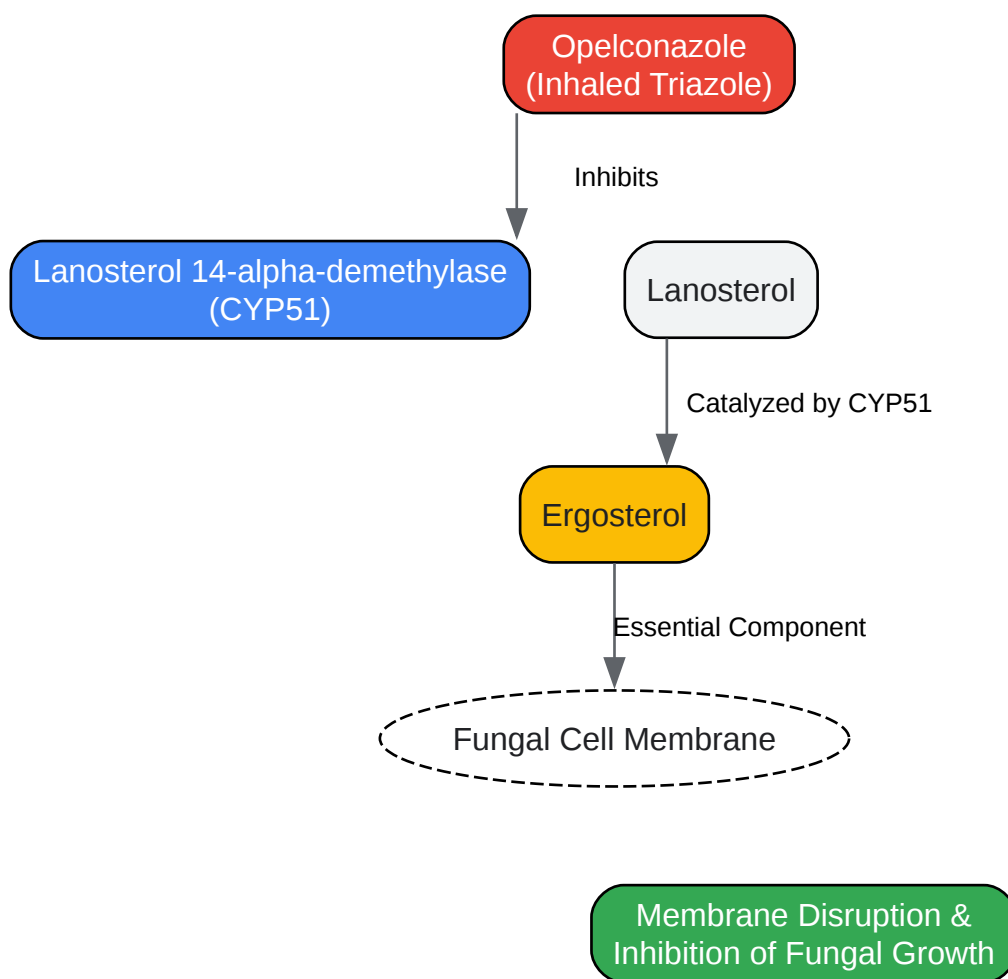 Opelconazole
(Inhaled Triazole)
Inhibits
Lanosterol 14-alpha-demethylase
(CYP51)
Lanosterol
Catalyzed by CYP51
Ergosterol
Essential Component
Fungal Cell Membrane
Membrane Disruption &
Inhibition of Fungal Growth